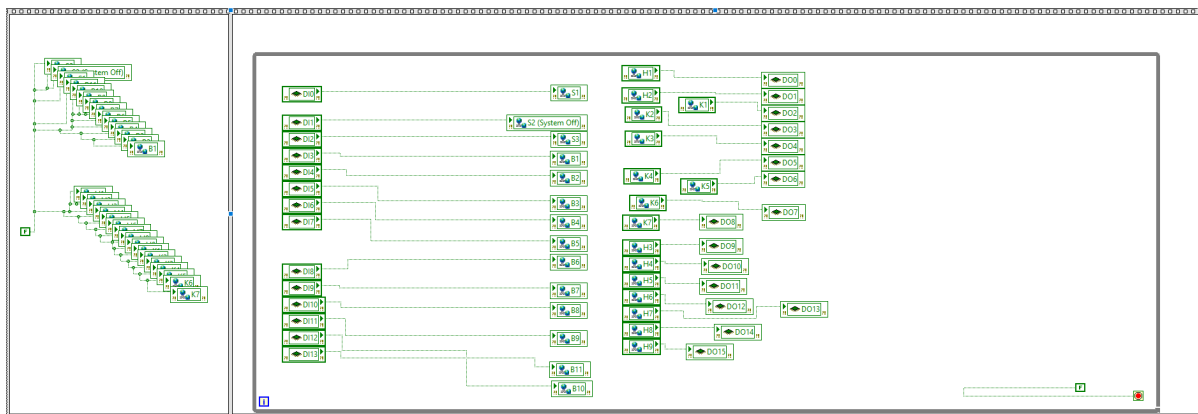 tem Off)
B1
F
K6
K7
DI0
S1
DI1
S2 (System Off)
DI2
S3
DI3
B1
DI4
B2
DI5
B3
DI6
B4
DI7
B5
DI8
B6
DI9
B7
DI10
B8
DI11
B9
DI12
B11
DI13
B10
H1
DO0
H2
DO1
K1
DO2
K2
DO3
K3
DO4
DO5
K4
DO6
K5
K6
DO7
K7
DO8
H3
DO9
H4
DO10
H5
DO11
H6
DO12
H7
DO13
H8
DO14
H9
DO15
i
F